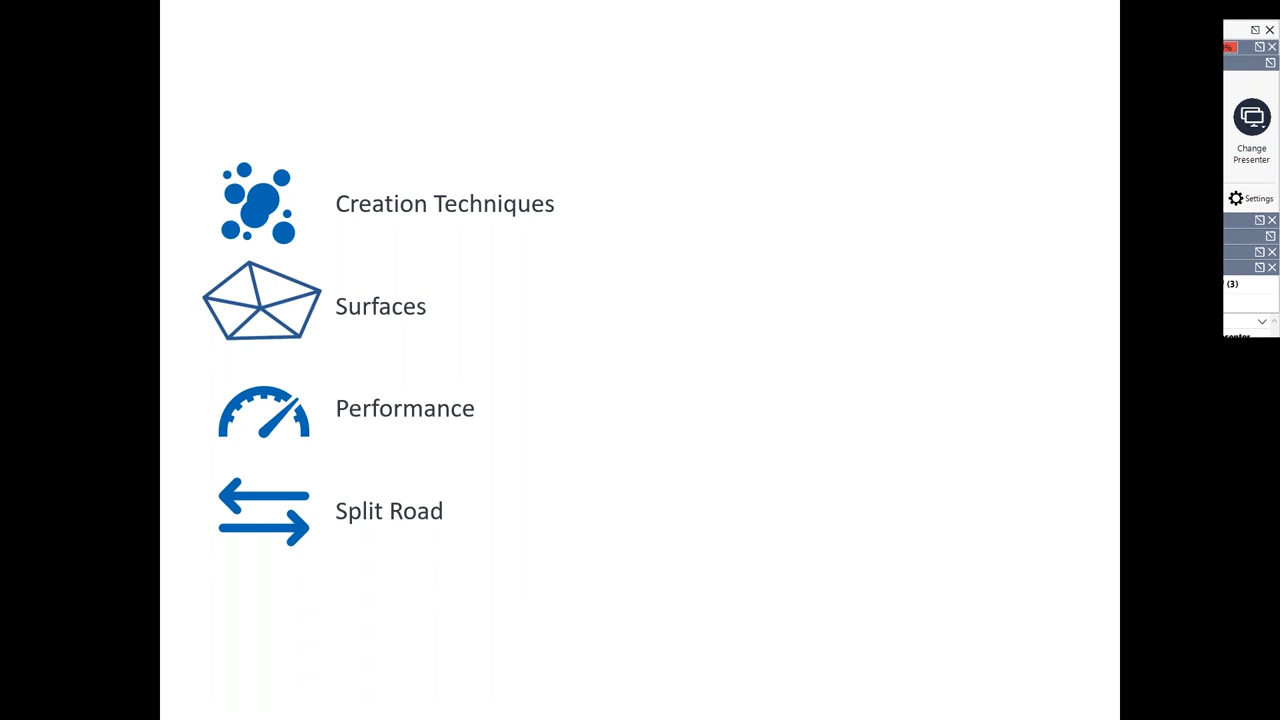 Creation Techniques
Surfaces
Performance
Split Road
%
Change
Presenter
Settings
(3)